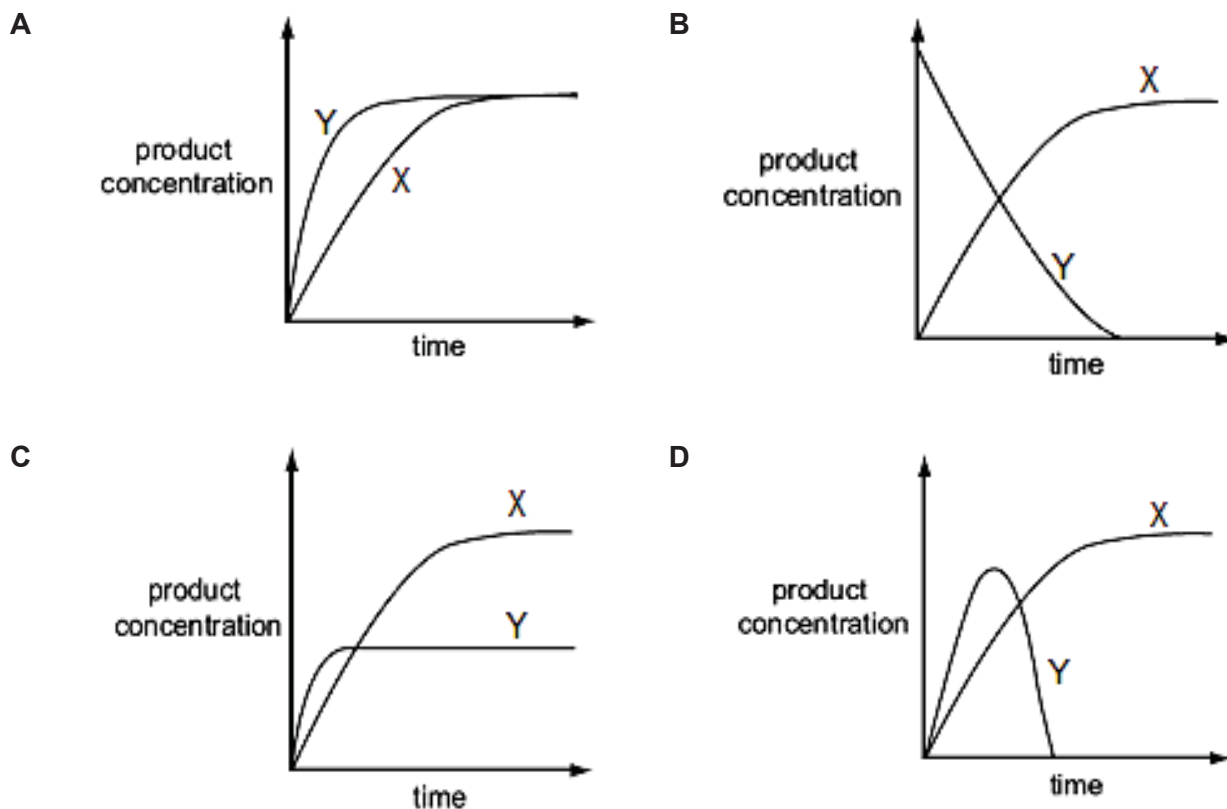 A
Y
X
product
concentration
time
B
X
Y
product
concentration
time
C
X
Y
product
concentration
time
D
X
Y
product
concentration
time